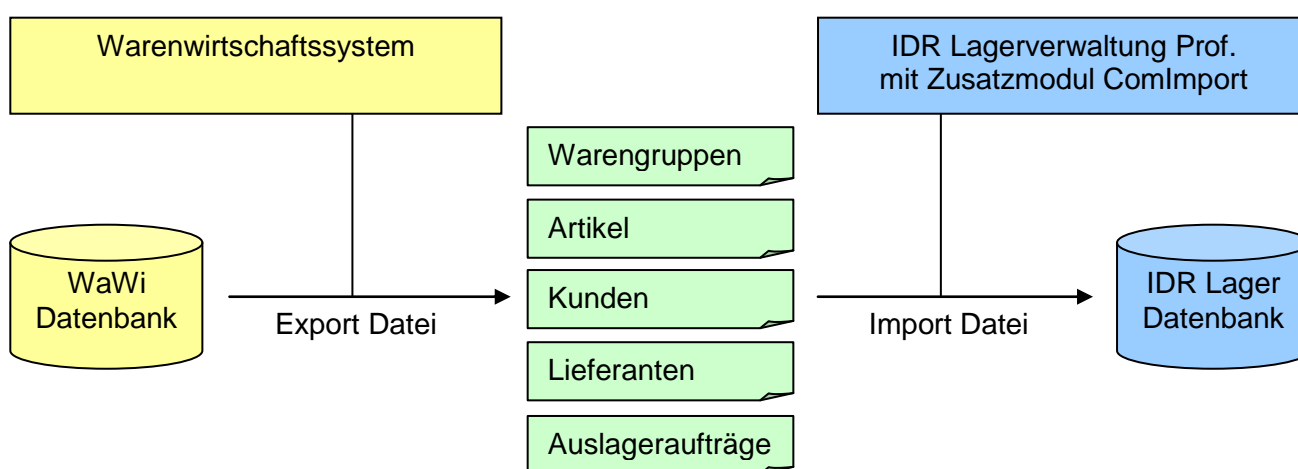 Warenwirtschaftssystem
IDR Lagerverwaltung Prof.
mit Zusatzmodul ComImport
Warengruppen
Artikel
WaWi
Datenbank
Export Datei
Kunden
Import Datei
IDR Lager
Datenbank
Lieferanten
Auslageraufträge